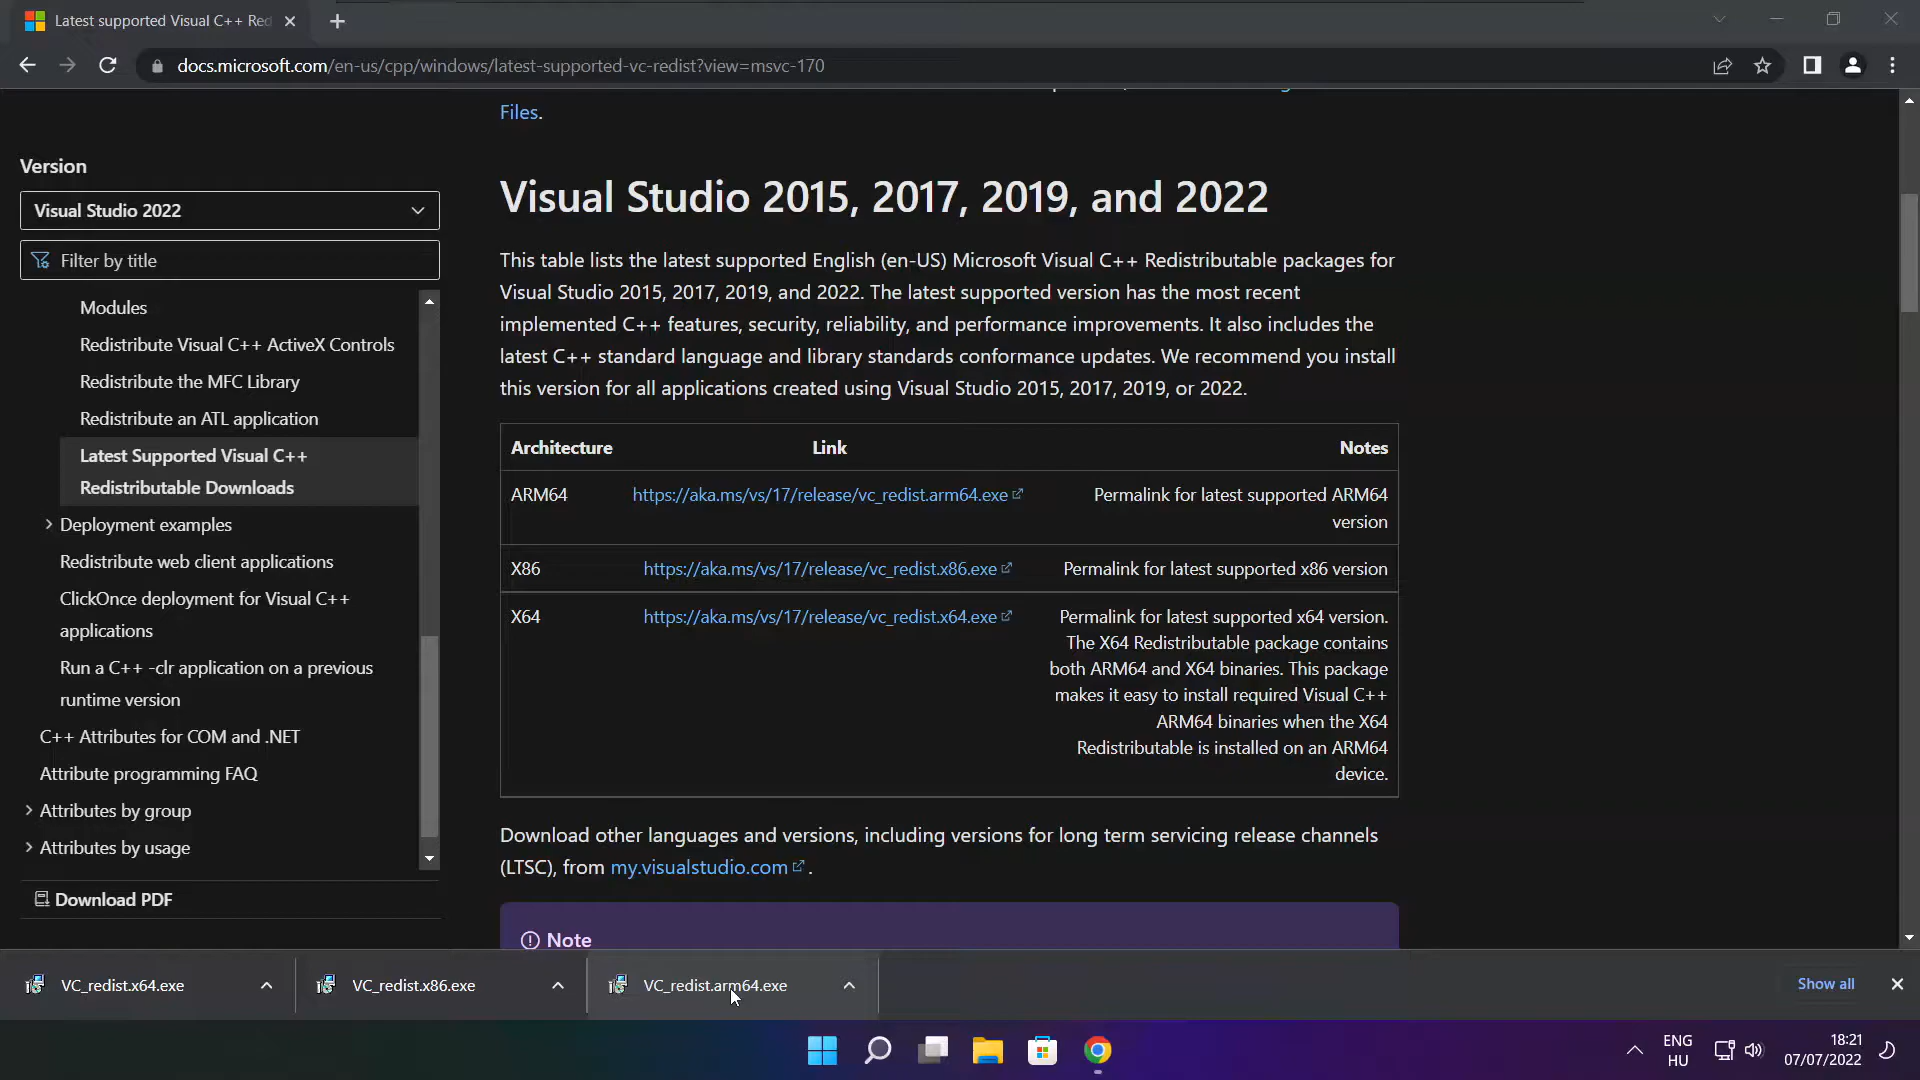 Latest supported Visual C++ Red
docs.microsoft.com/en-us/cpp/windows/latest-supported-vc-redist?view=msvc-170
Files.
Version
Visual Studio 2022
Filter by title
Modules
Redistribute Visual C++ ActiveX Controls
Redistribute the MFC Library
Redistribute an ATL application
Latest Supported Visual C++
Redistributable Downloads
Deployment examples
Redistribute web client applications
ClickOnce deployment for Visual C++
applications
Run a C++ -clr application on a previous
runtime version
C++ Attributes for COM and .NET
Attribute programming FAQ
Attributes by group
Attributes by usage
Download PDF
Visual Studio 2015, 2017, 2019, and 2022
This table lists the latest supported English (en-US) Microsoft Visual C++ Redistributable packages for
Visual Studio 2015, 2017, 2019, and 2022. The latest supported version has the most recent
implemented C++ features, security, reliability, and performance improvements. It also includes the
latest C++ standard language and library standards conformance updates. We recommend you install
this version for all applications created using Visual Studio 2015, 2017, 2019, or 2022.
Architecture Link Notes
ARM64 https://aka.ms/vs/17/release/vc_redist.arm64.exe Permalink for latest supported ARM64
version
X86 https://aka.ms/vs/17/release/vc_redist.x86.exe Permalink for latest supported x86 version
X64 https://aka.ms/vs/17/release/vc_redist.x64.exe Permalink for latest supported x64 version.
The X64 Redistributable package contains
both ARM64 and X64 binaries. This package
makes it easy to install required Visual C++
ARM64 binaries when the X64
Redistributable is installed on an ARM64
device.
Download other languages and versions, including versions for long term servicing release channels
(LTSC), from my.visualstudio.com .
Note
VC_redist.x64.exe
VC_redist.x86.exe
VC_redist.arm64.exe
Show all
ENG
HU
18:21
07/07/2022